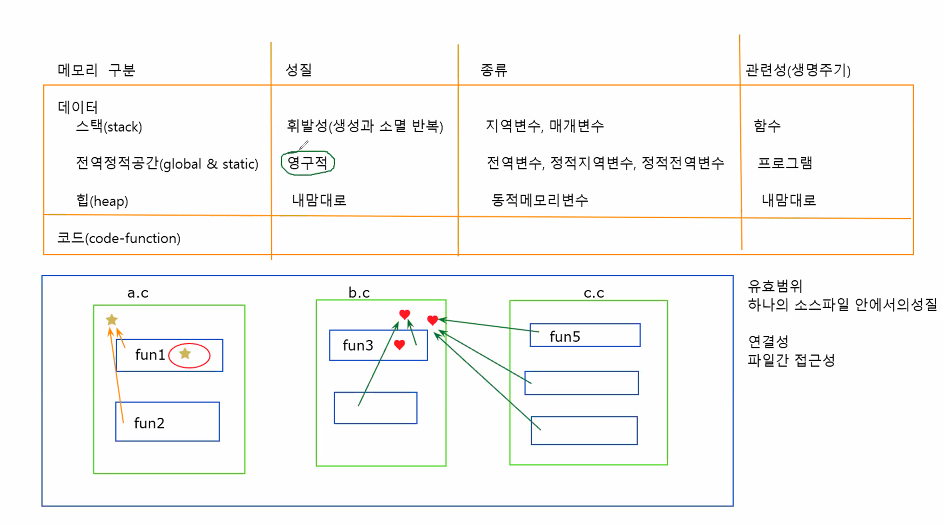 메모리 구분 성질 종류 관련성(생명주기)
데이터
스택(stack) 휘발성(생성과 소멸 반복) 지역변수, 매개변수 함수
전역정적공간(global & static) 영구적 전역변수, 정적지역변수, 정적전역변수 프로그램
힙(heap) 내맘대로 동적메모리변수 내맘대로
코드(code-function)
a.c b.c c.c
유효범위
하나의 소스파일 안에서의성질
연결성
파일간 접근성
fun1 fun3 fun5
fun2